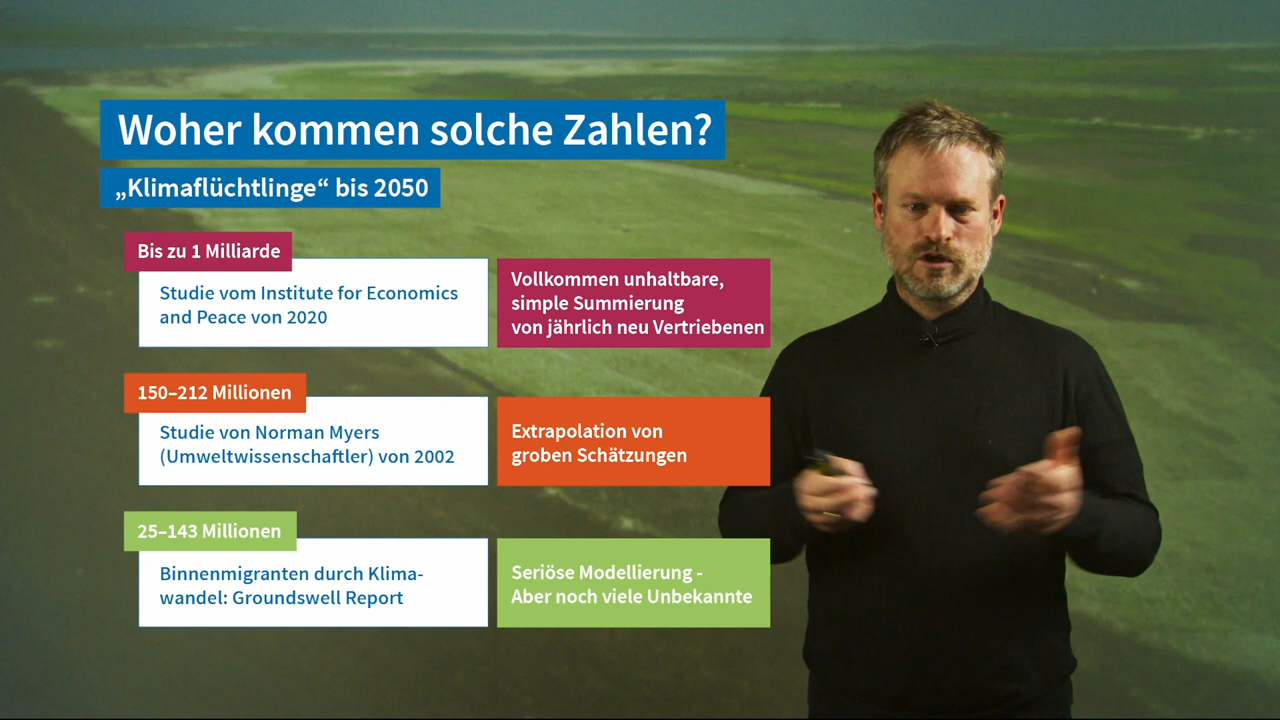 Woher kommen solche Zahlen?
„Klimaflüchtlinge“ bis 2050
Bis zu 1 Milliarde
Studie vom Institute for Economics
and Peace von 2020
Vollkommen unhaltbare,
simple Summierung
von jährlich neu Vertriebenen
150–212 Millionen
Studie von Norman Myers
(Umweltwissenschaftler) von 2002
Extrapolation von
groben Schätzungen
25–143 Millionen
Binnenmigranten durch Klima-
wandel: Groundswell Report
Seriöse Modellierung -
Aber noch viele Unbekannte